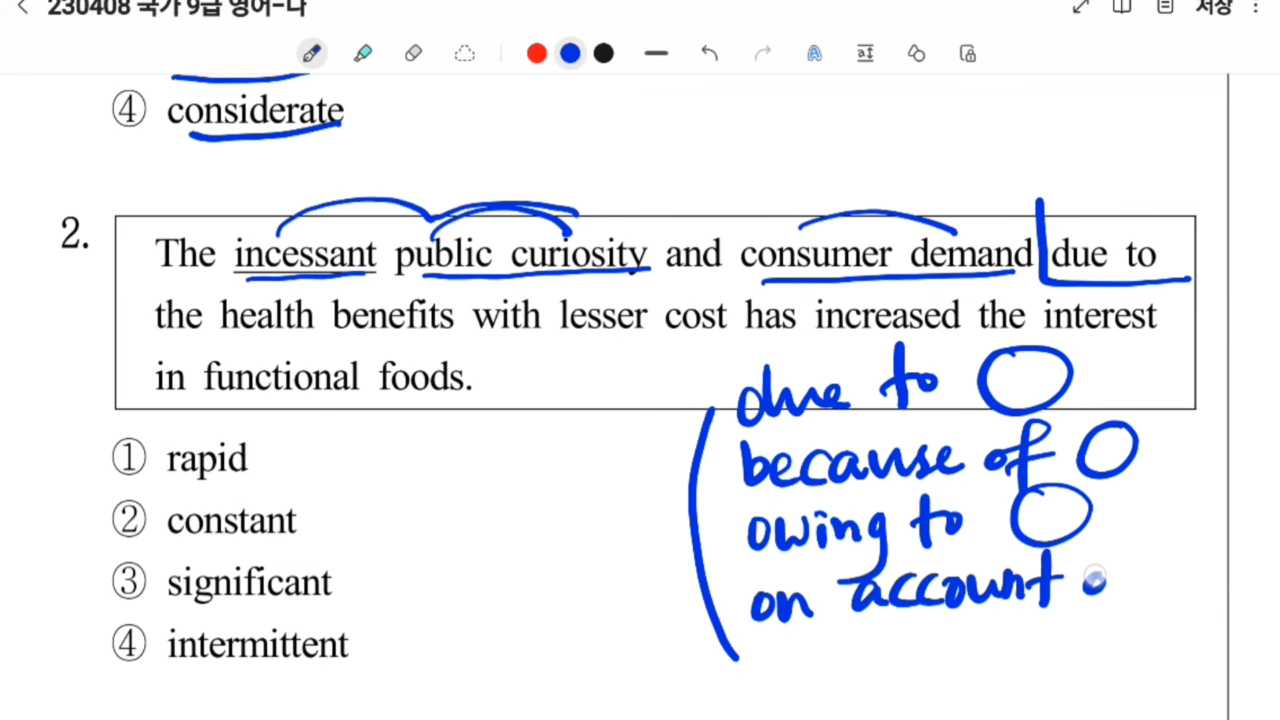 230408 국가 9급 영어-나
저장
④ considerate
2.
The incessant public curiosity and consumer demand due to
the health benefits with lesser cost has increased the interest
in functional foods.
due to
because of
owing to
on account
① rapid
② constant
③ significant
④ intermittent